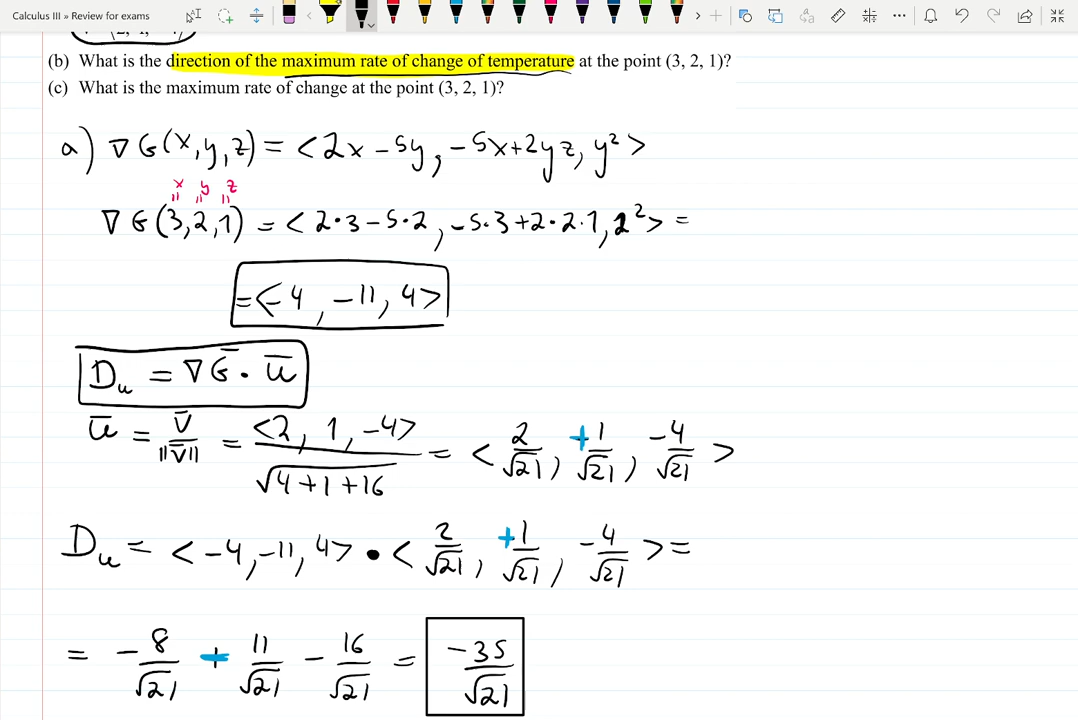 Calculus III » Review for exams
(b) What is the direction of the maximum rate of change of temperature at the point (3, 2, 1)?
(c) What is the maximum rate of change at the point (3, 2, 1)?
a) ∇G(x,y,z) = <2x - 5y, -5x+2yz, y²>
x y z
∇G(3,2,1) = <2·3 - 5·2, -5·3+2·2·1, 2²> =
= <-4, -11, 4>
D_u = ∇G̅ · u̅
u̅ = v̅/||v̅|| = <2, 1, -4>/√(4+1+16) = <2/√21, +1/√21, -4/√21>
D_u = <-4, -11, 4> • <2/√21, +1/√21, -4/√21> =
= -8/√21 + 11/√21 - 16/√21 = -35/√21